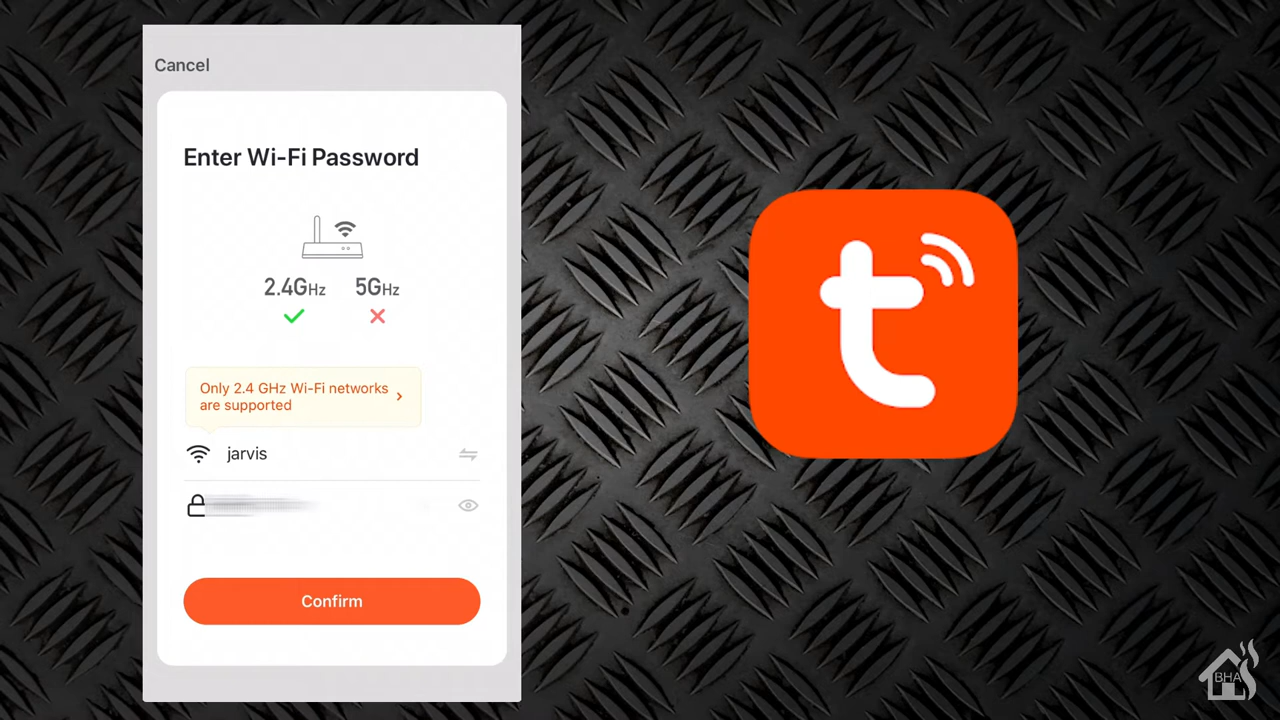 Cancel
Enter Wi-Fi Password
2.4GHz 5GHz
Only 2.4 GHz Wi-Fi networks
are supported
jarvis
Confirm
t
BHA